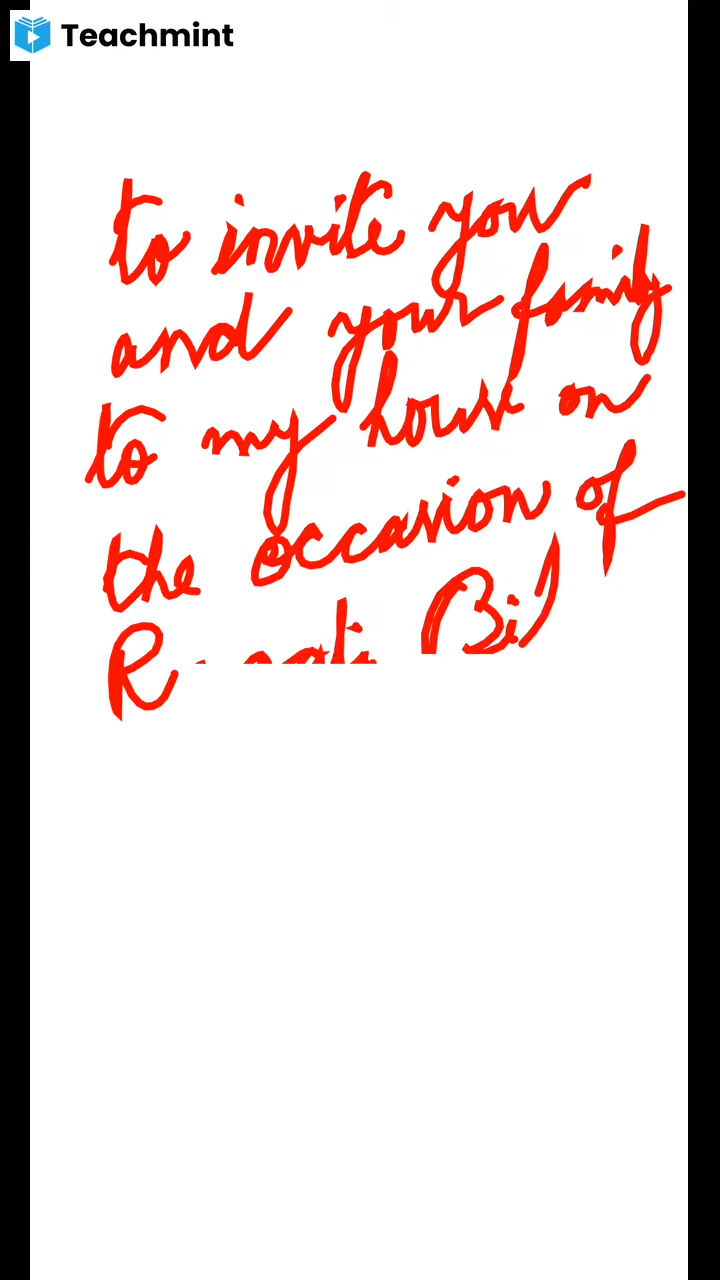 Teachmint
to invite you
and your family
to my house on
the occasion of